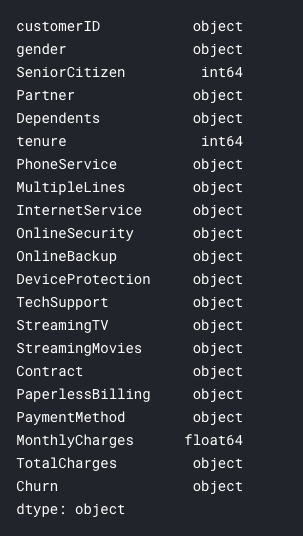 customerID object
gender object
SeniorCitizen int64
Partner object
Dependents object
tenure int64
PhoneService object
MultipleLines object
InternetService object
OnlineSecurity object
OnlineBackup object
DeviceProtection object
TechSupport object
StreamingTV object
StreamingMovies object
Contract object
PaperlessBilling object
PaymentMethod object
MonthlyCharges float64
TotalCharges object
Churn object
dtype: object